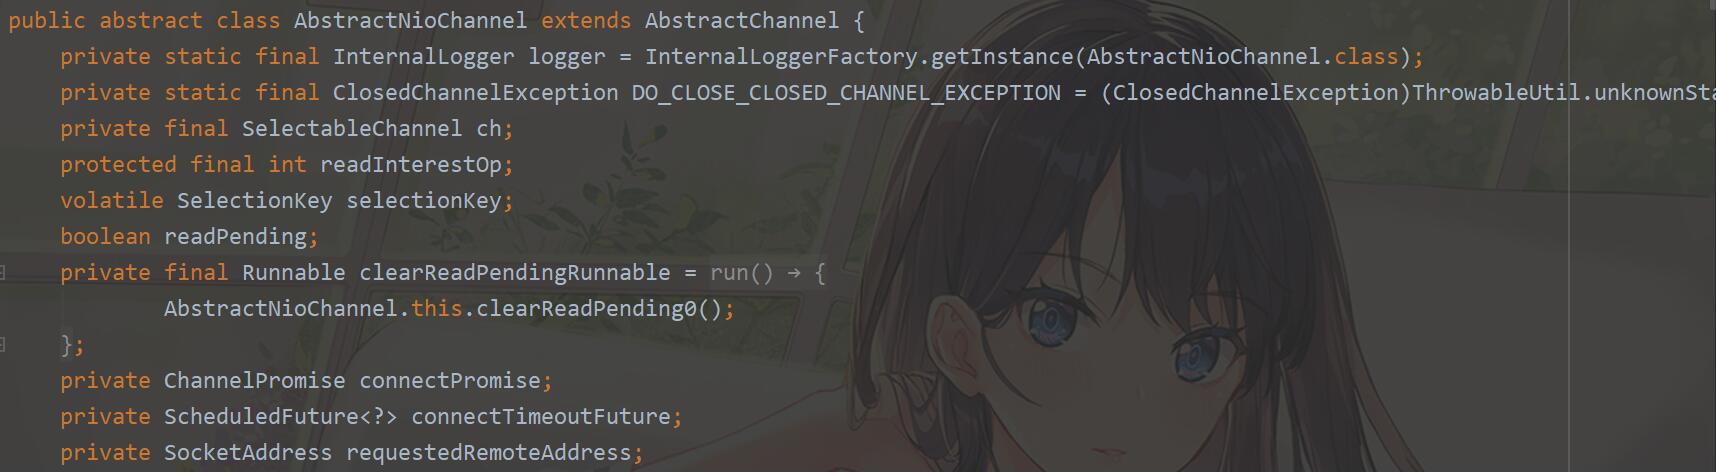 public abstract class AbstractNioChannel extends AbstractChannel {
private static final InternalLogger logger = InternalLoggerFactory.getInstance(AbstractNioChannel.class);
private static final ClosedChannelException DO_CLOSE_CLOSED_CHANNEL_EXCEPTION = (ClosedChannelException)ThrowableUtil.unknownSta
private final SelectableChannel ch;
protected final int readInterestOp;
volatile SelectionKey selectionKey;
boolean readPending;
private final Runnable clearReadPendingRunnable = run() → {
AbstractNioChannel.this.clearReadPending0();
};
private ChannelPromise connectPromise;
private ScheduledFuture<?> connectTimeoutFuture;
private SocketAddress requestedRemoteAddress;